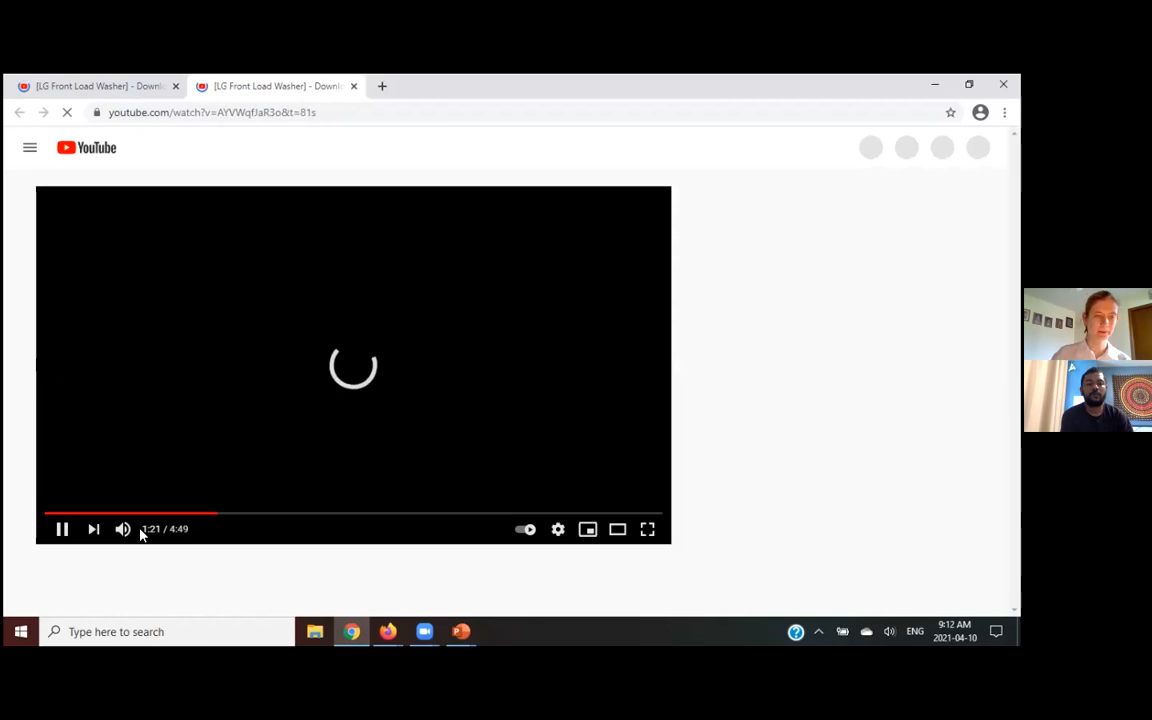 [LG Front Load Washer] - Downl
[LG Front Load Washer] - Downl
youtube.com/watch?v=AYVWqfJaR3o&t=81s
YouTube
1:21 / 4:49
Type here to search
ENG
9:12 AM
2021-04-10